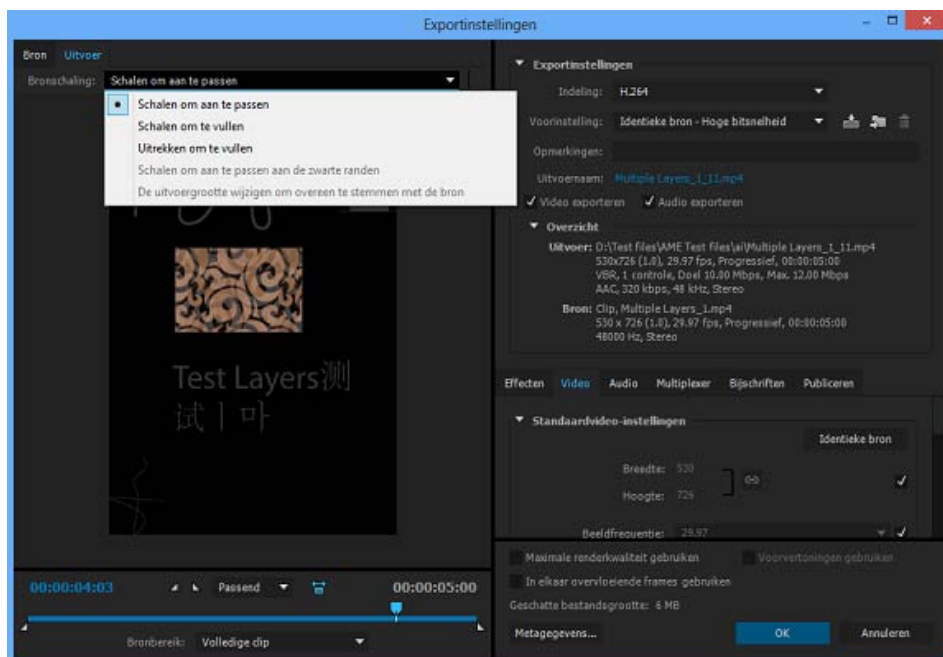 Exportinstellingen
Bron Uitvoer
Bronschaling: Schalen om aan te passen
Schalen om aan te passen
Schalen om te vullen
Uitrekken om te vullen
Schalen om aan te passen aan de zwarte randen
De uitvoergrootte wijzigen om overeen te stemmen met de bron
Test Layers测
试ㅣ마
00:00:04:03 Passend 00:00:05:00
Bronbereik: Volledige clip
Exportinstellingen
Indeling: H.264
Voorinstelling: Identieke bron - Hoge bitsnelheid
Opmerkingen:
Uitvoernaam: Multiple Layers_1_11.mp4
Video exporteren Audio exporteren
Overzicht
Uitvoer: D:\Test files\AME Test files\ai\Multiple Layers_1_11.mp4
530x726 (1.0), 29.97 fps, Progressief, 00:00:05:00
VBR, 1 controle, Doel 10.00 Mbps, Max. 12.00 Mbps
AAC, 320 kbps, 48 kHz, Stereo
Bron: Clip, Multiple Layers_1.mp4
530 x 726 (1.0), 29.97 fps, Progressief, 00:00:05:00
48000 Hz, Stereo
Effecten Video Audio Multiplexer Bijschriften Publiceren
Standaardvideo-instellingen
Identieke bron
Breedte: 530
Hoogte: 726
Beeldfrequentie: 29.97
Maximale renderkwaliteit gebruiken Voorvertoningen gebruiken
In elkaar overvloeiende frames gebruiken
Geschatte bestandsgrootte: 6 MB
Metagegevens... OK Annuleren